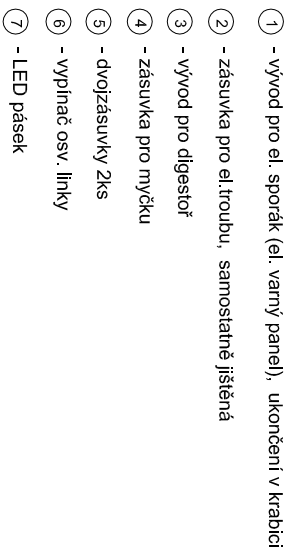 1 - vývod pro el. sporák (el. varný panel), ukončení v krabici
2 - zásuvka pro el.troubu, samostatně jištěná
3 - vývod pro digestoř
4 - zásuvka pro myčku
5 - dvojzásuvky 2ks
6 - vypínač osv. linky
7 - LED pásek